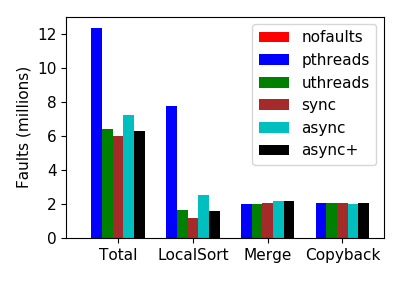 nofaults
pthreads
uthreads
sync
async
async+
Faults (millions)
12
10
8
6
4
2
0
Total LocalSort Merge Copyback